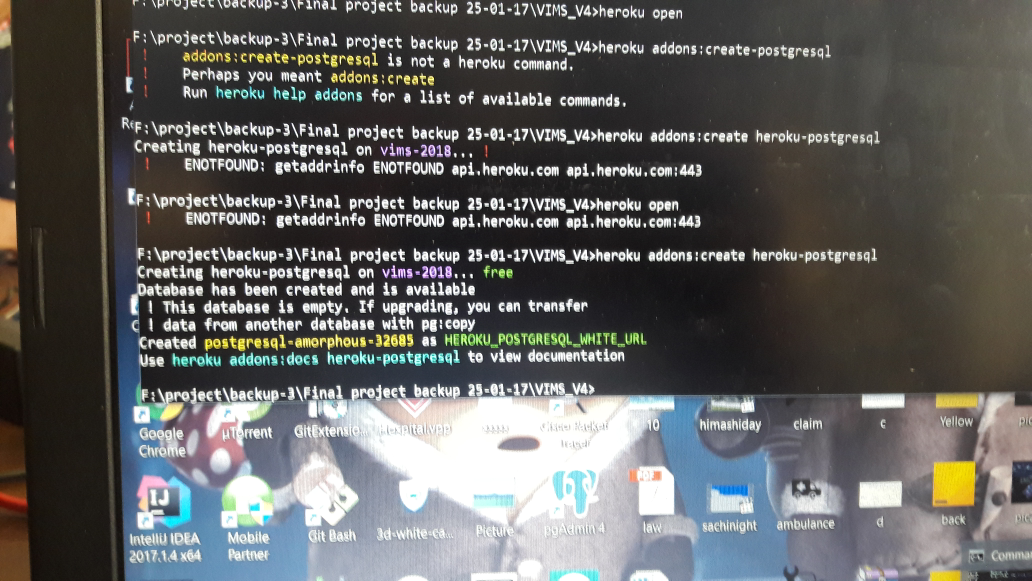 F:\project\backup-3\Final project backup 25-01-17\VIMS_V4>heroku open
F:\project\backup-3\Final project backup 25-01-17\VIMS_V4>heroku addons:create-postgresql
! addons:create-postgresql is not a heroku command.
! Perhaps you meant addons:create
! Run heroku help addons for a list of available commands.
F:\project\backup-3\Final project backup 25-01-17\VIMS_V4>heroku addons:create heroku-postgresql
Creating heroku-postgresql on vims-2018... !
! ENOTFOUND: getaddrinfo ENOTFOUND api.heroku.com api.heroku.com:443
F:\project\backup-3\Final project backup 25-01-17\VIMS_V4>heroku open
! ENOTFOUND: getaddrinfo ENOTFOUND api.heroku.com api.heroku.com:443
F:\project\backup-3\Final project backup 25-01-17\VIMS_V4>heroku addons:create heroku-postgresql
Creating heroku-postgresql on vims-2018... free
Database has been created and is available
! This database is empty. If upgrading, you can transfer
! data from another database with pg:copy
Created postgresql-amorphous-32685 as HEROKU_POSTGRESQL_WHITE_URL
Use heroku addons:docs heroku-postgresql to view documentation
F:\project\backup-3\Final project backup 25-01-17\VIMS_V4>
Google Chrome
µTorrent
GitExtensio...
10
himashiday
claim
c
Yellow
IntelliJ IDEA 2017.1.4 x64
Mobile Partner
Git Bash
3d-white-ca...
Picture
pgAdmin 4
PDF
law
sachinight
ambulance
d
back